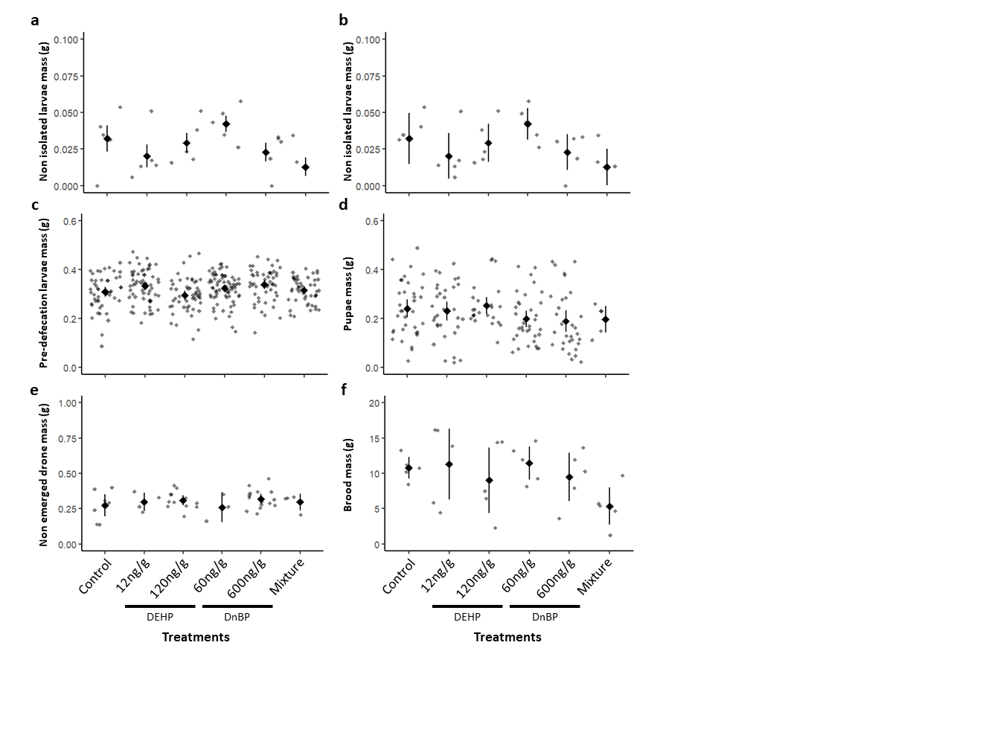 a
b
Non isolated larvae mass (g)
0.100
0.075
0.050
0.025
0.000
Non isolated larvae mass (g)
0.100
0.075
0.050
0.025
0.000
c
d
Pre-defecation larvae mass (g)
0.6
0.4
0.2
0.0
Pupae mass (g)
0.6
0.4
0.2
0.0
e
f
Non emerged drone mass (g)
1.00
0.75
0.50
0.25
0.00
Brood mass (g)
20
15
10
5
0
Control
12ng/g
120ng/g
60ng/g
600ng/g
Mixture
DEHP
DnBP
Treatments
Control
12ng/g
120ng/g
60ng/g
600ng/g
Mixture
DEHP
DnBP
Treatments